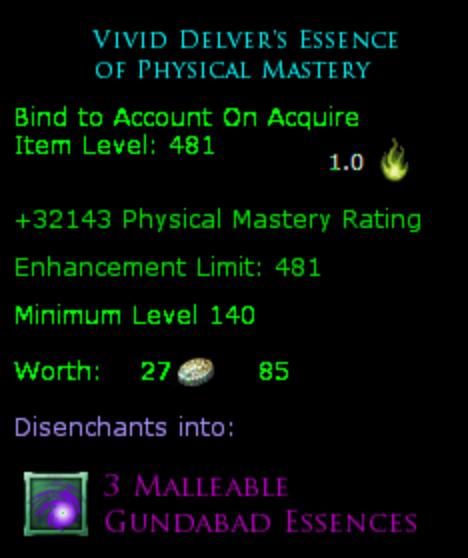 Vivid Delver's Essence
of Physical Mastery
Bind to Account On Acquire
Item Level: 481
1.0
+32143 Physical Mastery Rating
Enhancement Limit: 481
Minimum Level 140
Worth: 27 85
Disenchants into:
3 Malleable
Gundabad Essences